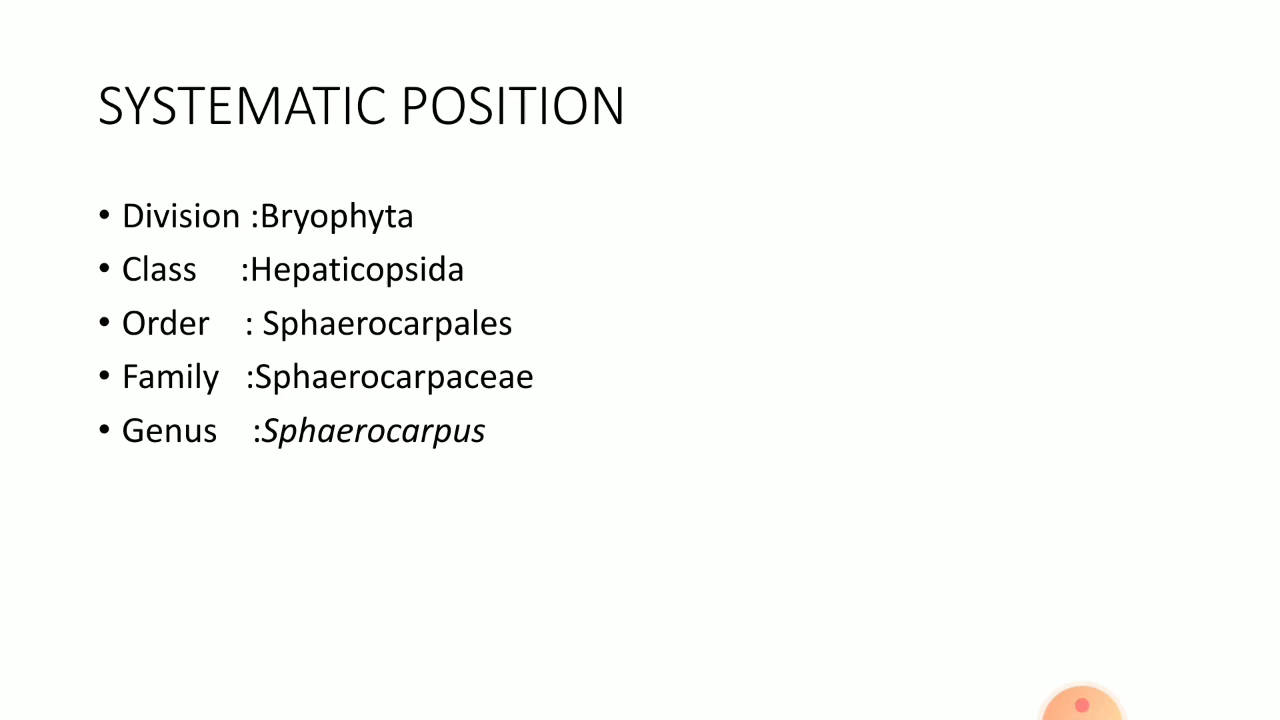 SYSTEMATIC POSITION
• Division :Bryophyta
• Class :Hepaticopsida
• Order : Sphaerocarpales
• Family :Sphaerocarpaceae
• Genus :Sphaerocarpus